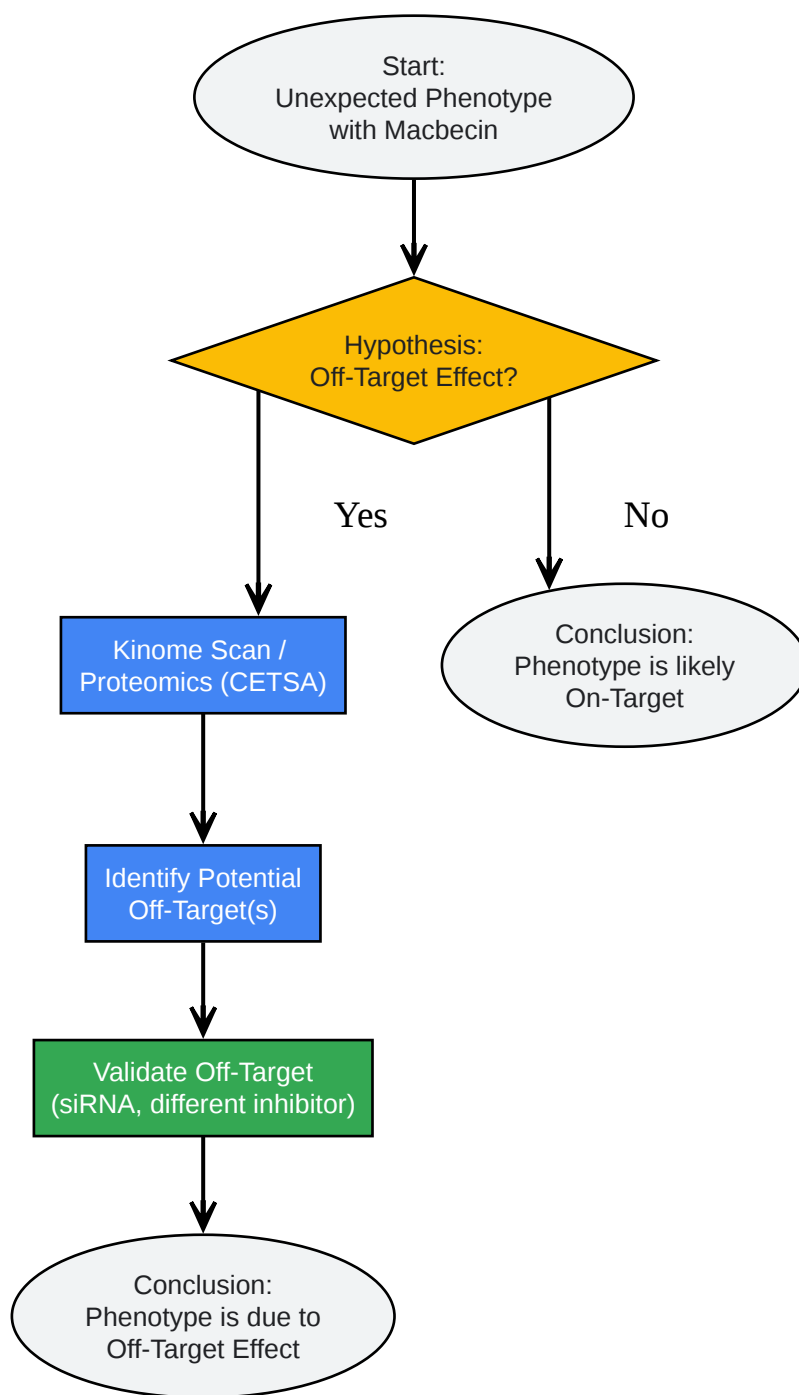 Start:
Unexpected Phenotype
with Macbecin
Hypothesis:
Off-Target Effect?
Yes
No
Kinome Scan /
Proteomics (CETSA)
Conclusion:
Phenotype is likely
On-Target
Identify Potential
Off-Target(s)
Validate Off-Target
(siRNA, different inhibitor)
Conclusion:
Phenotype is due to
Off-Target Effect